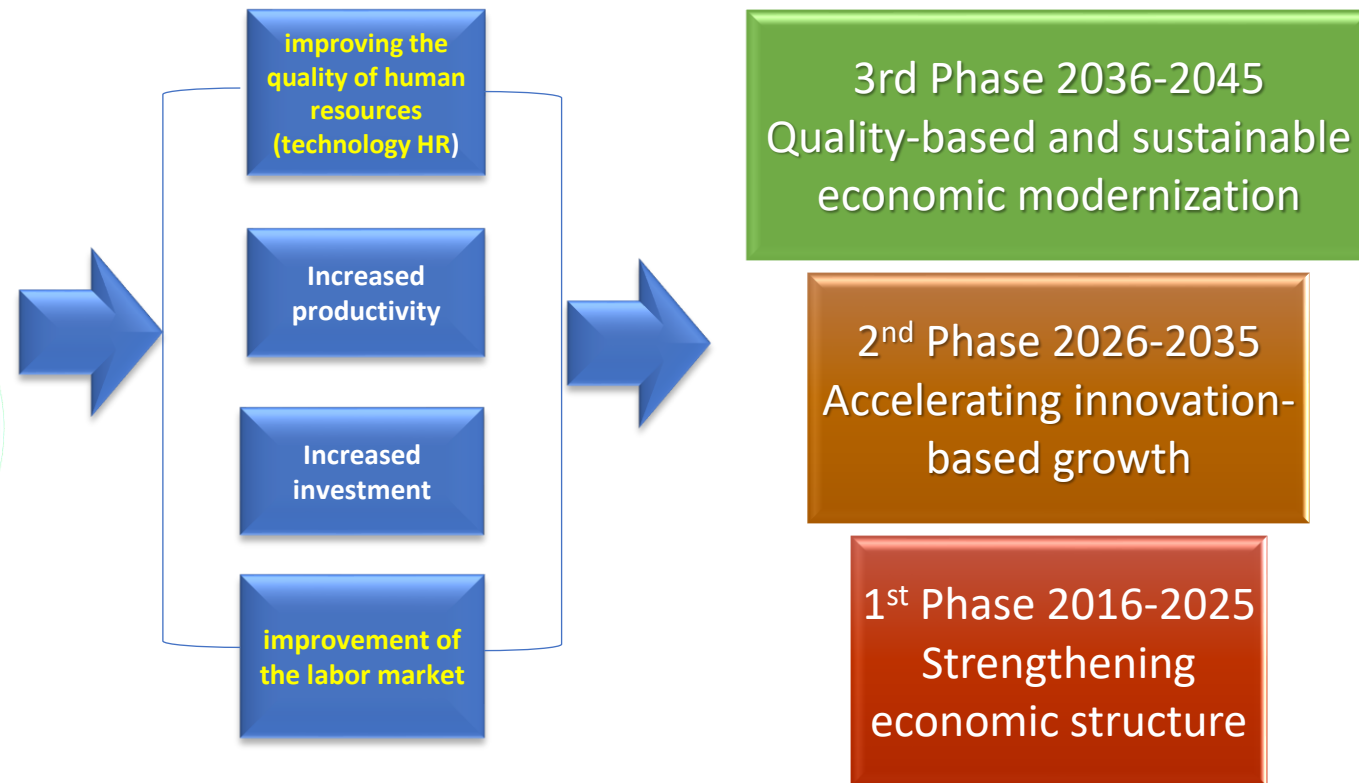 improving the
quality of human
resources
(technology HR)
Increased
productivity
Increased
investment
improvement of
the labor market
3rd Phase 2036-2045
Quality-based and sustainable
economic modernization
2nd Phase 2026-2035
Accelerating innovation-
based growth
1st Phase 2016-2025
Strengthening
economic structure